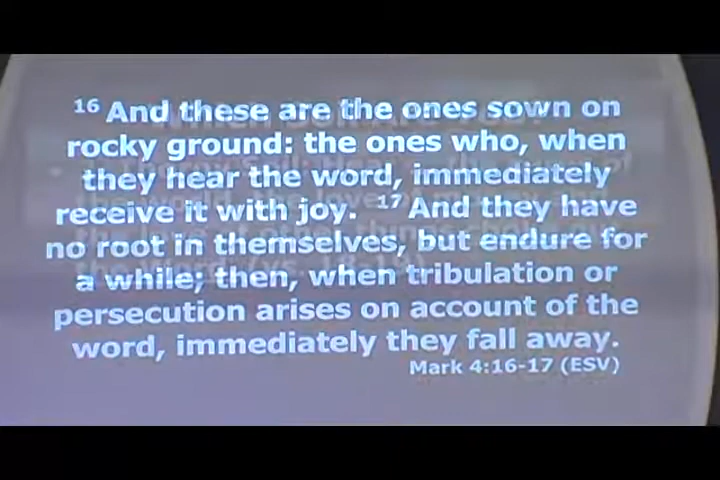 16 And these are the ones sown on
rocky ground: the ones who, when
they hear the word, immediately
receive it with joy. 17 And they have
no root in themselves, but endure for
a while; then, when tribulation or
persecution arises on account of the
word, immediately they fall away.
Mark 4:16-17 (ESV)